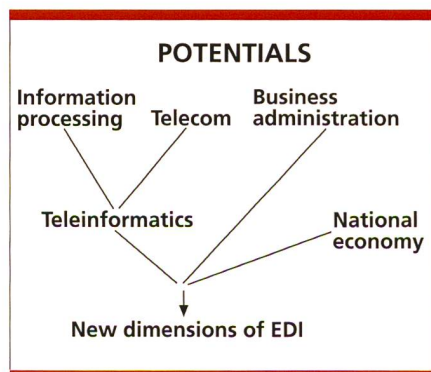 POTENTIALS
Information
processing
Telecom
Business
administration
Teleinformatics
National
economy
New dimensions of EDI